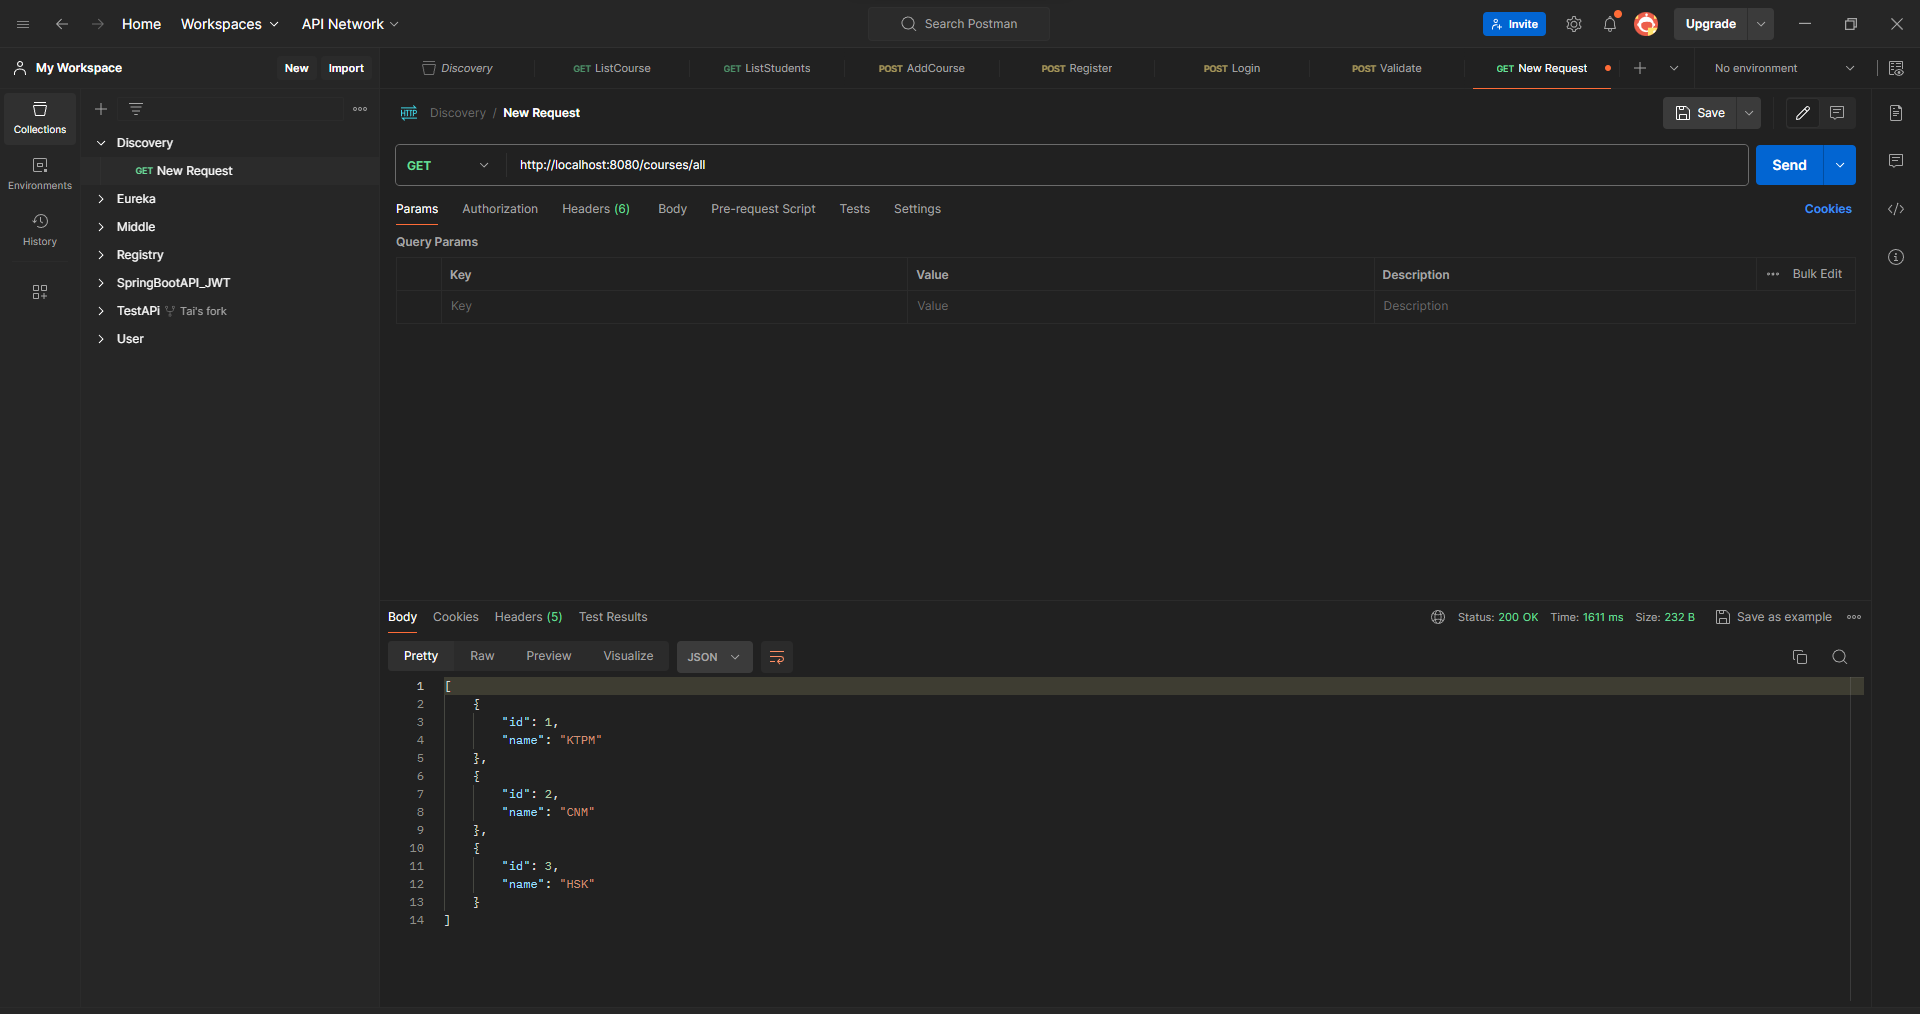 Home Workspaces API Network Search Postman Invite Upgrade
My Workspace New Import Discovery GET ListCourse GET ListStudents POST AddCourse POST Register POST Login POST Validate GET New Request No environment
Collections
Environments
History
Discovery
GET New Request
Eureka
Middle
Registry
SpringBootAPI_JWT
TestAPi Tai's fork
User
HTTP Discovery / New Request Save
GET http://localhost:8080/courses/all Send
Params Authorization Headers (6) Body Pre-request Script Tests Settings Cookies
Query Params
Key Value Description Bulk Edit
Key Value Description
Body Cookies Headers (5) Test Results Status: 200 OK Time: 1611 ms Size: 232 B Save as example
Pretty Raw Preview Visualize JSON
1 [
2 {
3 "id": 1,
4 "name": "KTPM"
5 },
6 {
7 "id": 2,
8 "name": "CNM"
9 },
10 {
11 "id": 3,
12 "name": "HSK"
13 }
14 ]